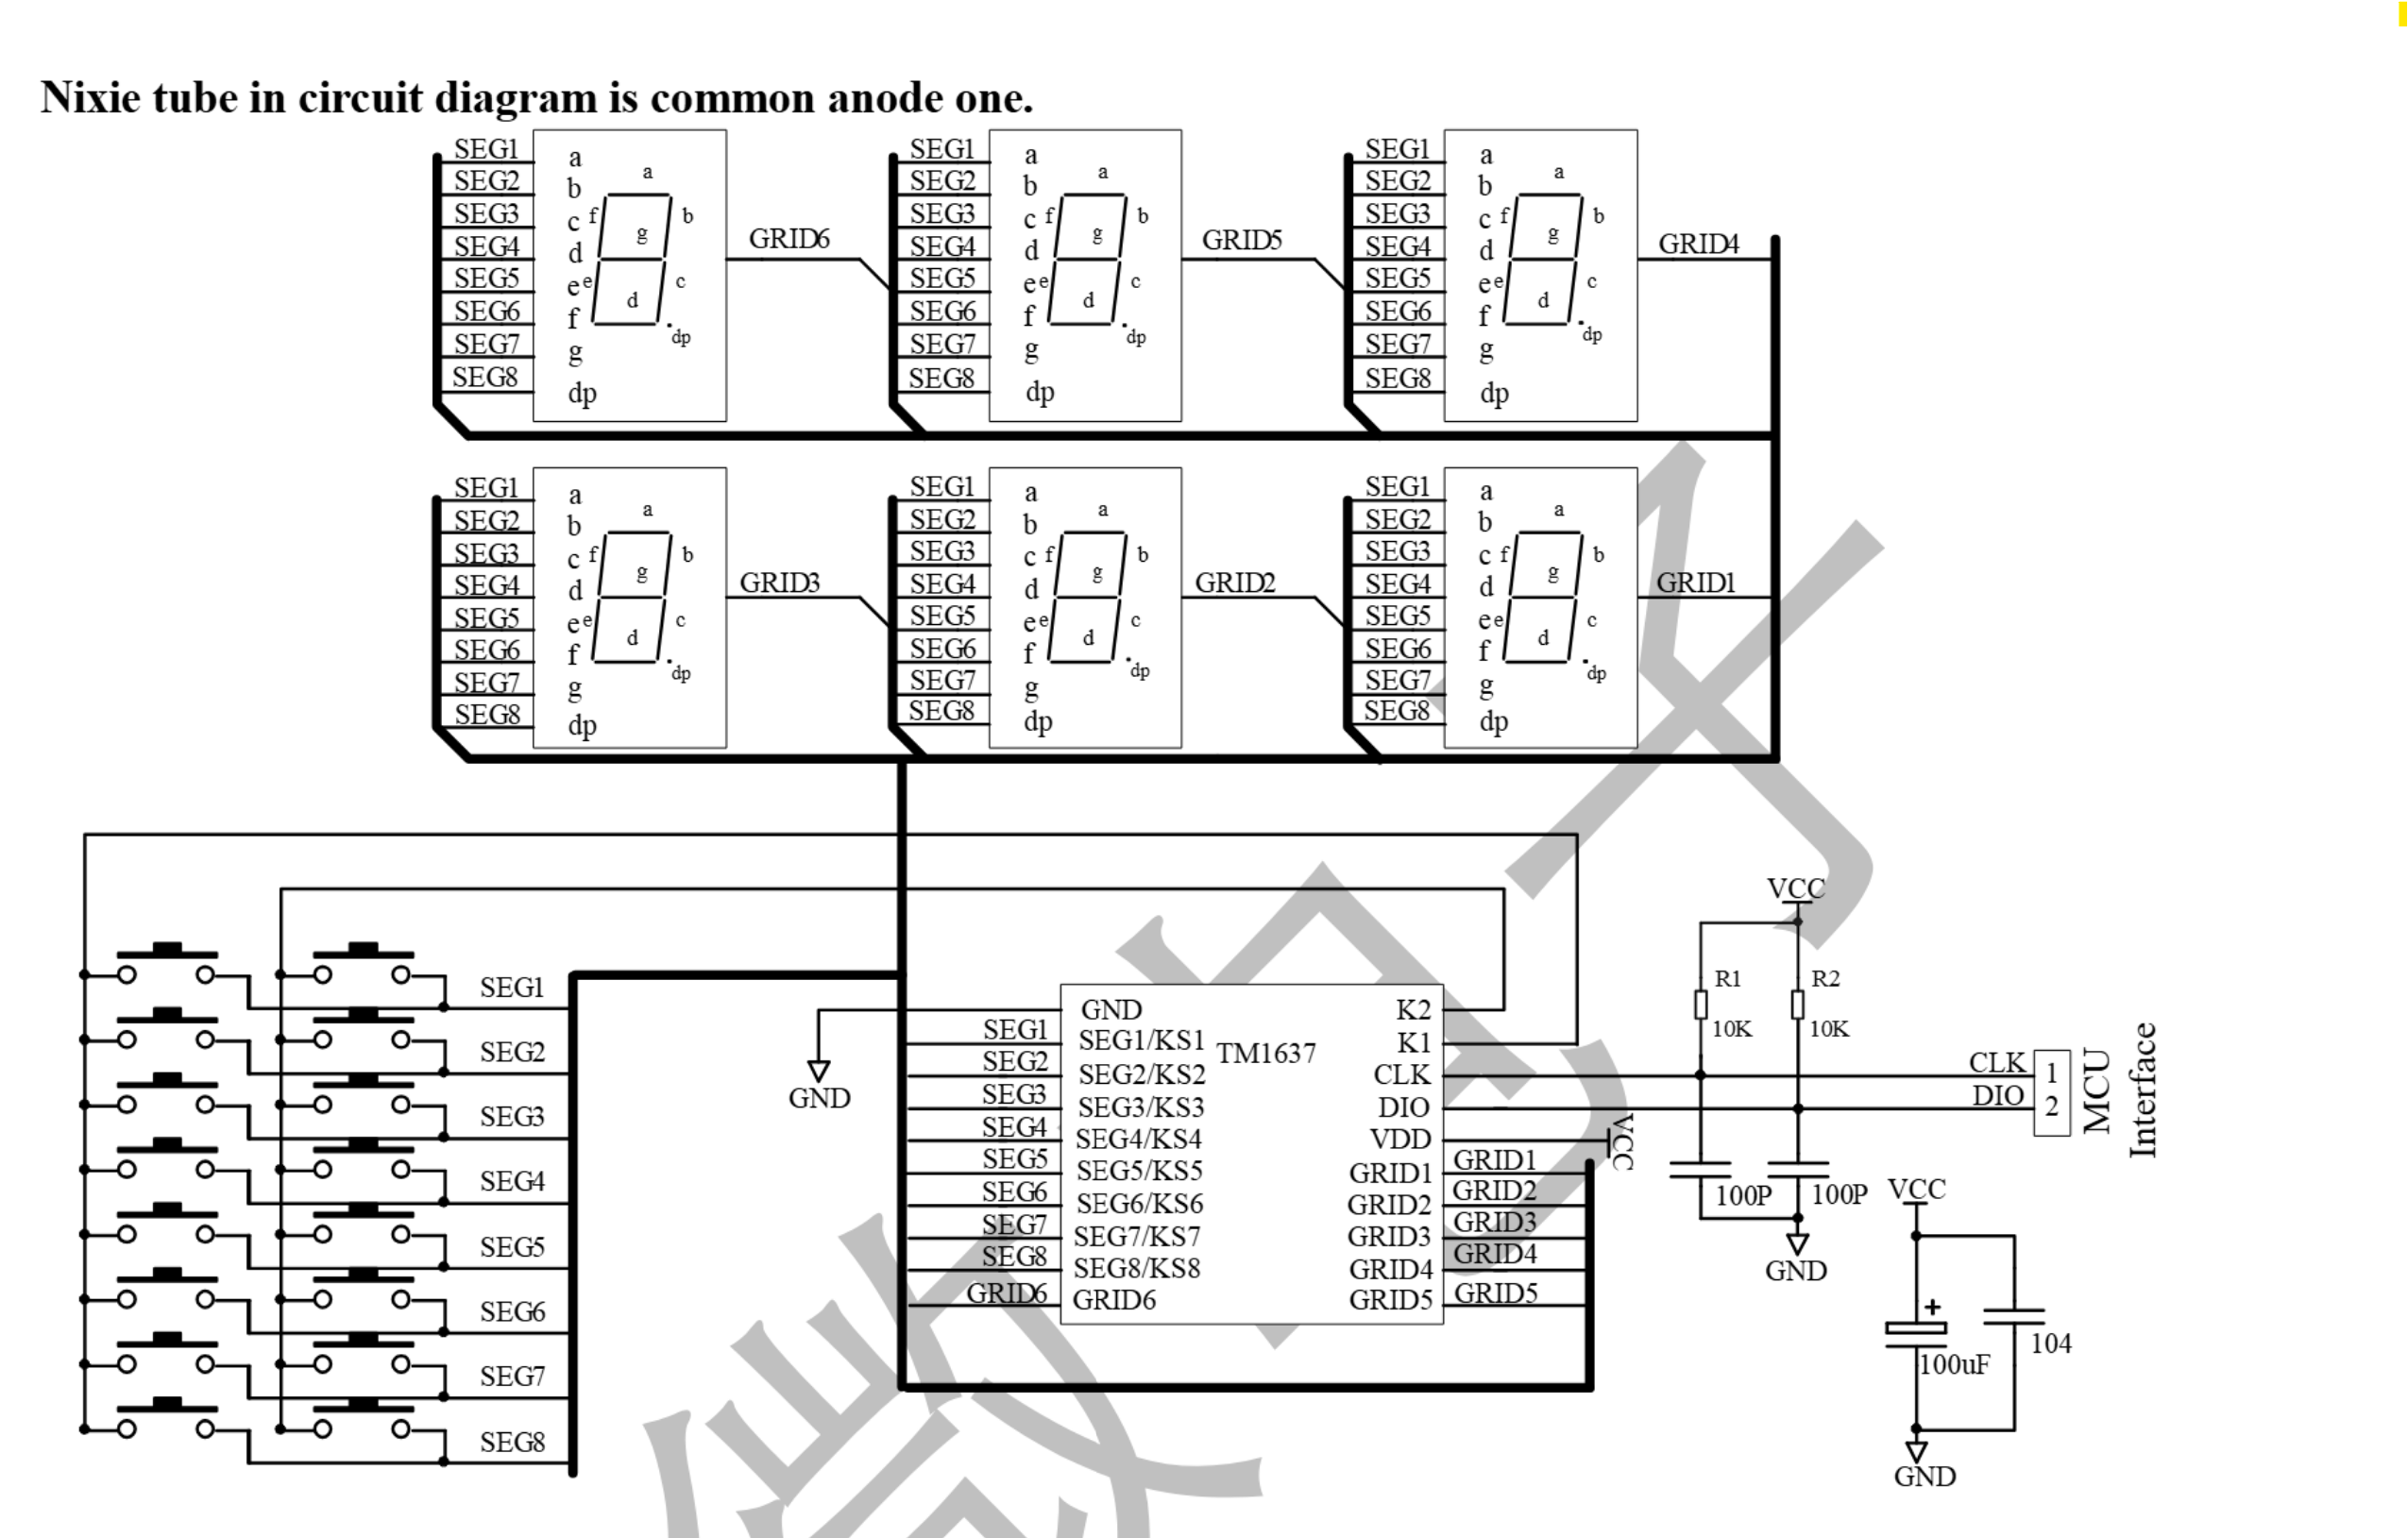 Nixie tube in circuit diagram is common anode one.
SEG1 a a SEG1 a a SEG1 a a
SEG2 b SEG2 b SEG2 b
SEG3 c f b SEG3 c f b SEG3 c f b
SEG4 d g GRID6 SEG4 d g GRID5 SEG4 d g GRID4
SEG5 e e c SEG5 e e c SEG5 e e c
SEG6 f d SEG6 f d SEG6 f d
SEG7 g dp SEG7 g dp SEG7 g dp
SEG8 dp SEG8 dp SEG8 dp
SEG1 a a SEG1 a a SEG1 a a
SEG2 b SEG2 b SEG2 b
SEG3 c f b SEG3 c f b SEG3 c f b
SEG4 d g GRID3 SEG4 d g GRID2 SEG4 d g GRID1
SEG5 e e c SEG5 e e c SEG5 e e c
SEG6 f d SEG6 f d SEG6 f d
SEG7 g dp SEG7 g dp SEG7 g dp
SEG8 dp SEG8 dp SEG8 dp
SEG1
SEG2
SEG3
SEG4
SEG5
SEG6
SEG7
SEG8
GND
TM1637
GND K2
SEG1 SEG1/KS1 K1
SEG2 SEG2/KS2 CLK
SEG3 SEG3/KS3 DIO
SEG4 SEG4/KS4 VDD VCC
SEG5 SEG5/KS5 GRID1 GRID1
SEG6 SEG6/KS6 GRID2 GRID2
SEG7 SEG7/KS7 GRID3 GRID3
SEG8 SEG8/KS8 GRID4 GRID4
GRID6 GRID6 GRID5 GRID5
VCC
R1 R2
10K 10K
CLK 1
DIO 2
MCU
Interface
100P 100P
GND
VCC
+
100uF 104
GND